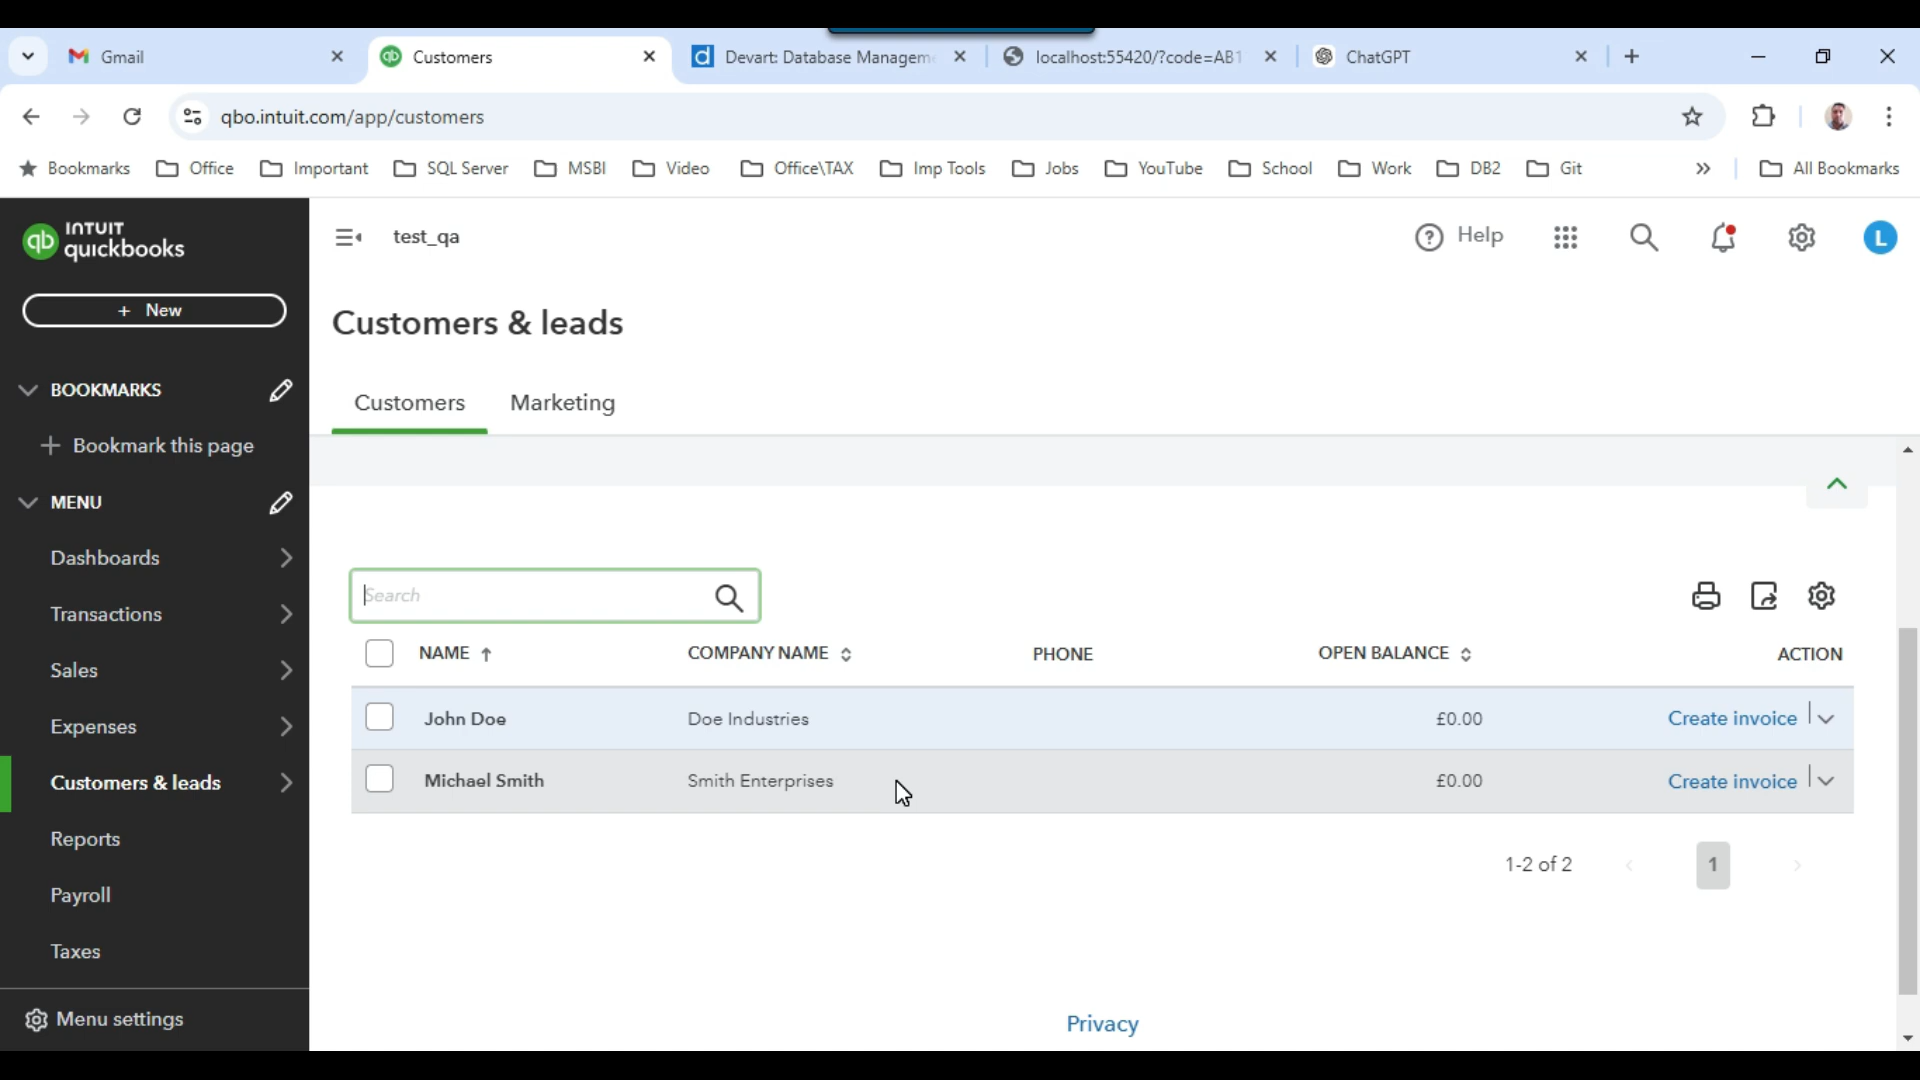 Gmail
Customers
Devart: Database Managem
localhost:55420/?code=AB1
ChatGPT
qbo.intuit.com/app/customers
Bookmarks
Office
Important
SQL Server
MSBI
Video
Office\TAX
Imp Tools
Jobs
YouTube
School
Work
DB2
Git
All Bookmarks
qb INTUIT quickbooks
test_qa
Help
L
+ New
Customers & leads
BOOKMARKS
Customers
Marketing
+ Bookmark this page
MENU
Dashboards
Transactions
Sales
Expenses
Customers & leads
Reports
Payroll
Taxes
Menu settings
Search
NAME COMPANY NAME PHONE OPEN BALANCE ACTION
John Doe Doe Industries £0.00 Create invoice
Michael Smith Smith Enterprises £0.00 Create invoice
1-2 of 2 1
Privacy